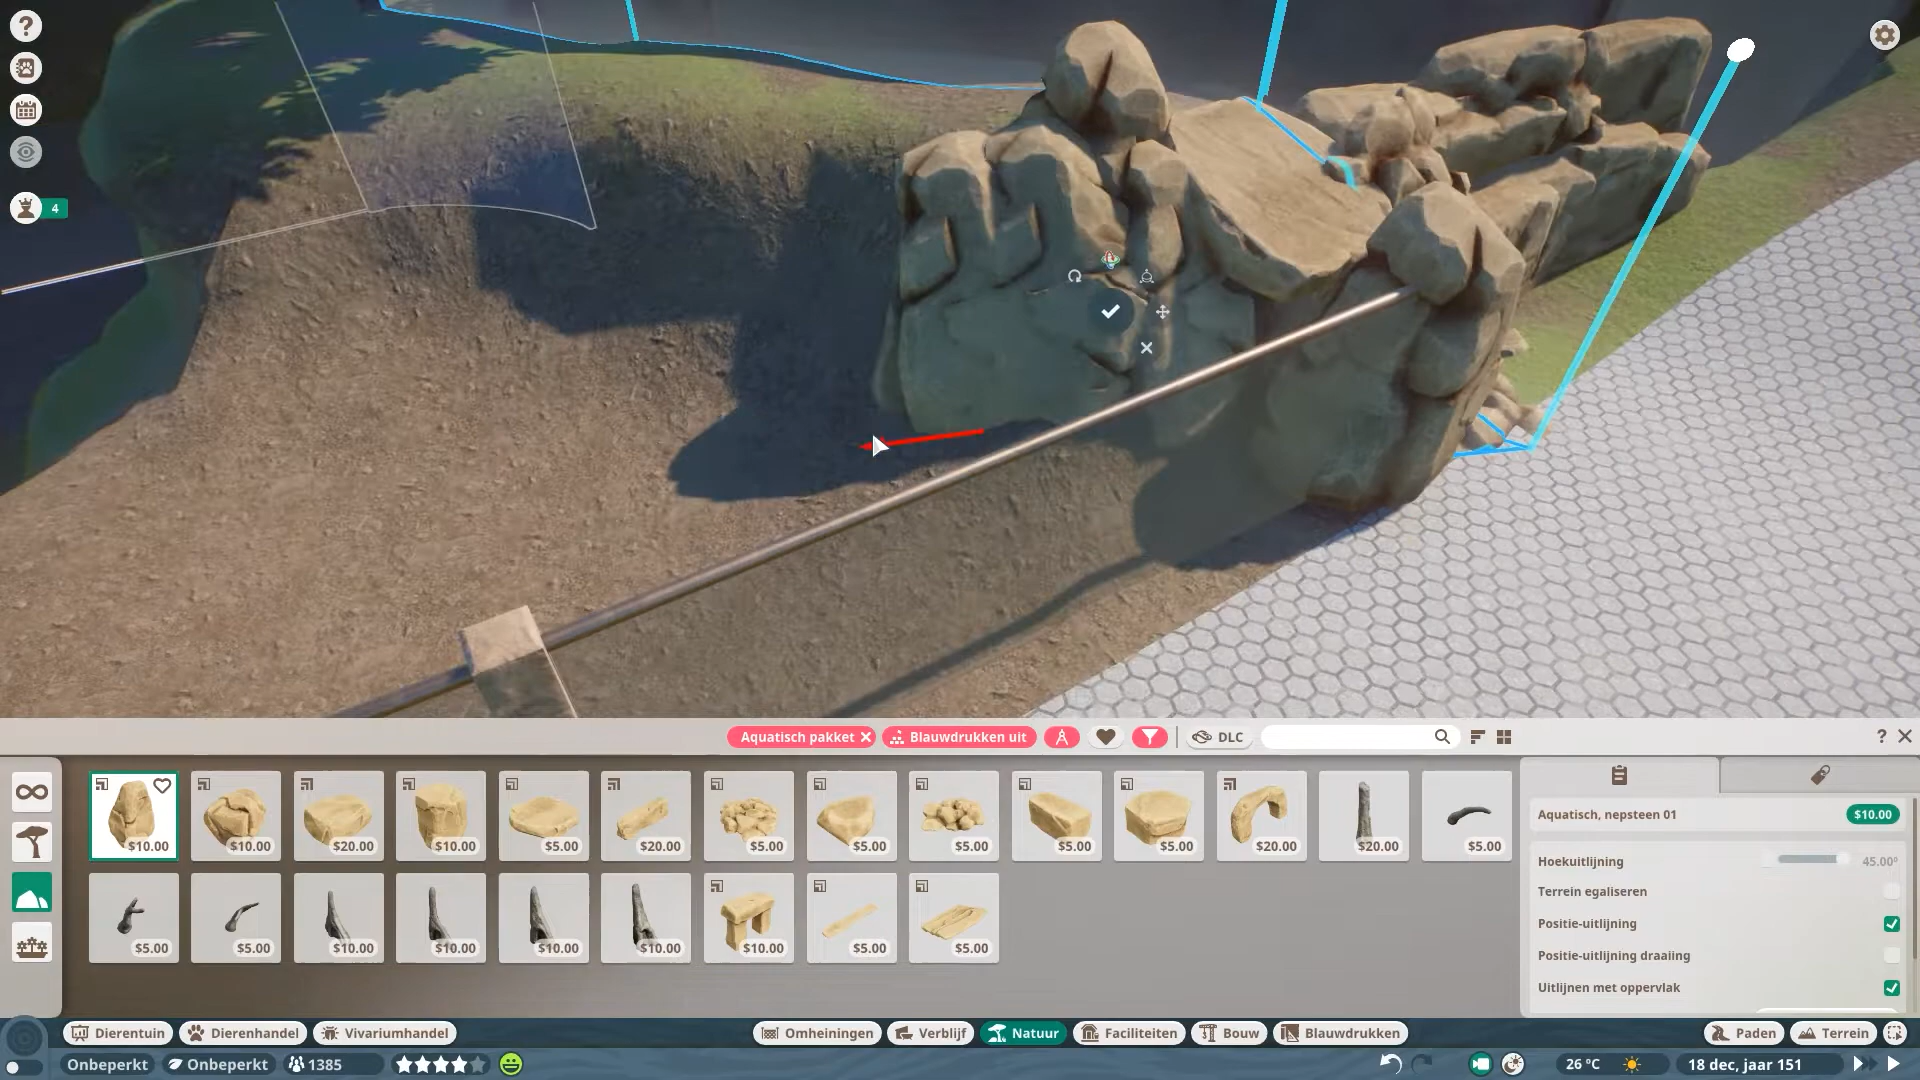 ?
4
Aquatisch pakket ✕
Blauwdrukken uit
DLC
? ✕
$10.00
$10.00
$20.00
$10.00
$5.00
$20.00
$5.00
$5.00
$5.00
$5.00
$5.00
$20.00
$20.00
$5.00
$5.00
$5.00
$10.00
$10.00
$10.00
$10.00
$10.00
$5.00
$5.00
Aquatisch, nepsteen 01
$10.00
Hoekuitlijning
45.00°
Terrein egaliseren
Positie-uitlijning
Positie-uitlijning draaiing
Uitlijnen met oppervlak
Dierentuin
Dierenhandel
Vivariumhandel
Omheiningen
Verblijf
Natuur
Faciliteiten
Bouw
Blauwdrukken
Paden
Terrein
Onbeperkt
Onbeperkt
1385
26 °C
18 dec, jaar 151